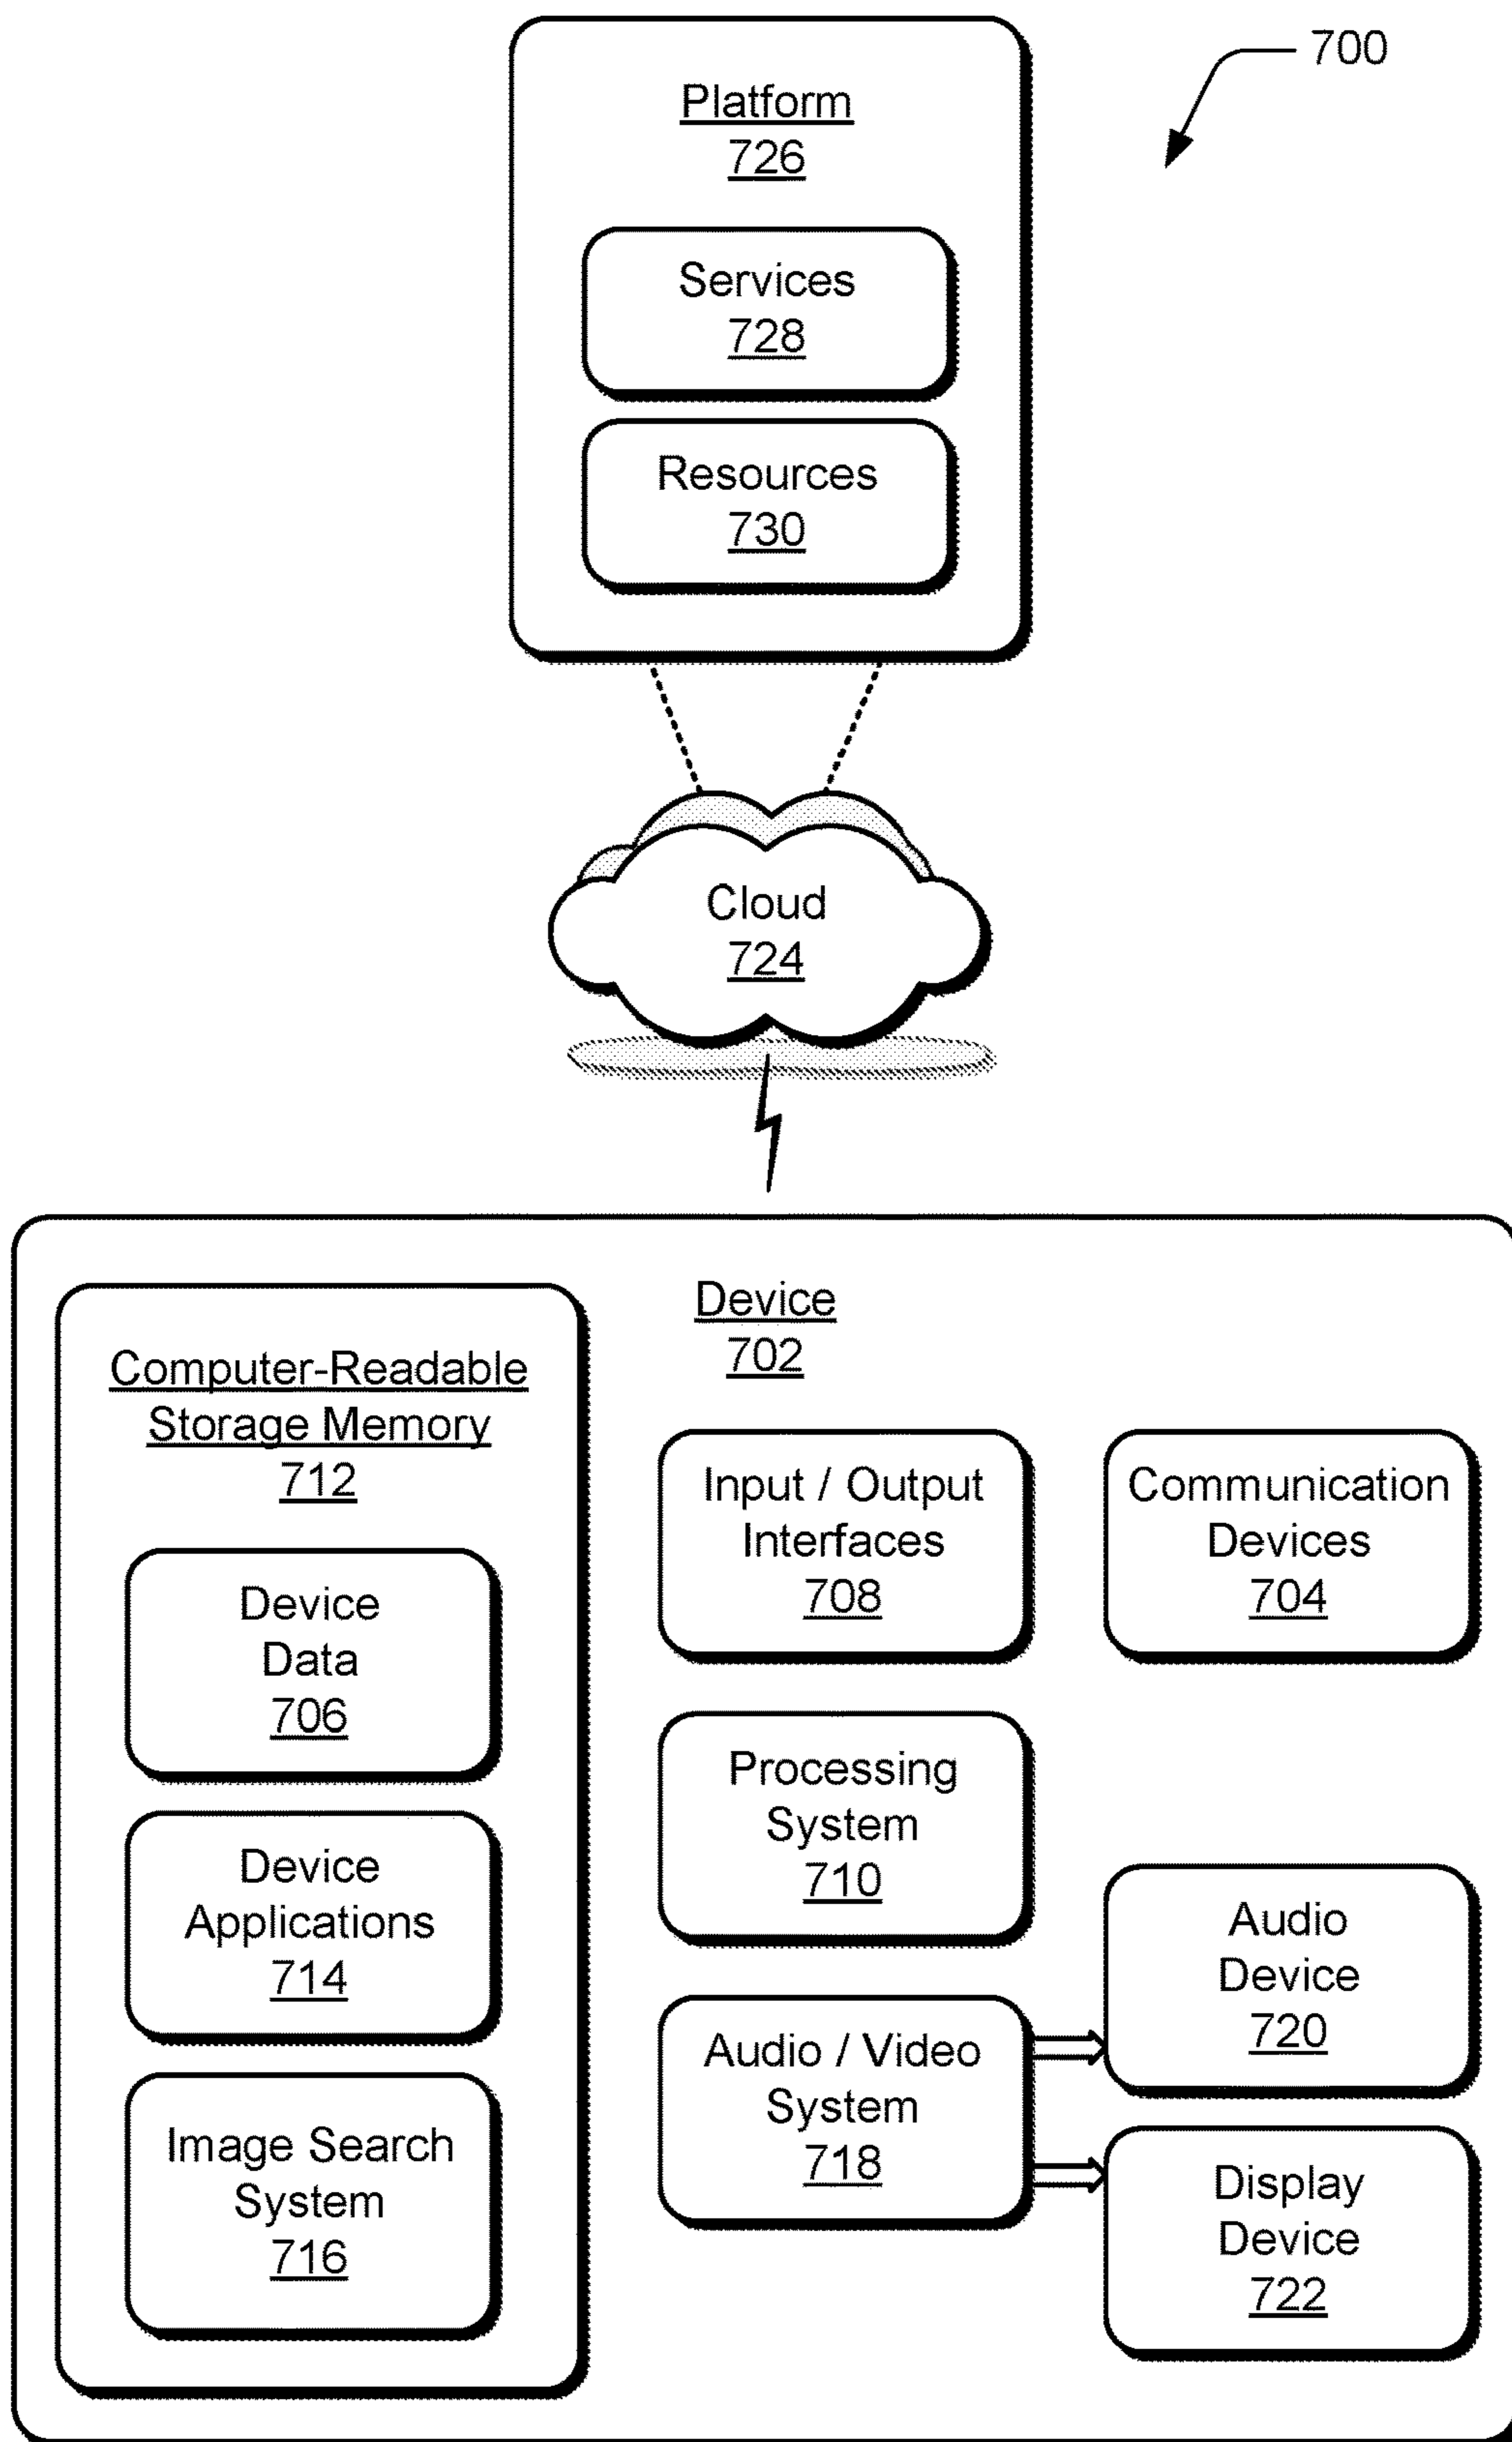 700
Platform
726
Services
728
Resources
730
Cloud
724
Device
702
Computer-Readable
Storage Memory
712
Device
Data
706
Device
Applications
714
Image Search
System
716
Input / Output
Interfaces
708
Communication
Devices
704
Processing
System
710
Audio / Video
System
718
Audio
Device
720
Display
Device
722